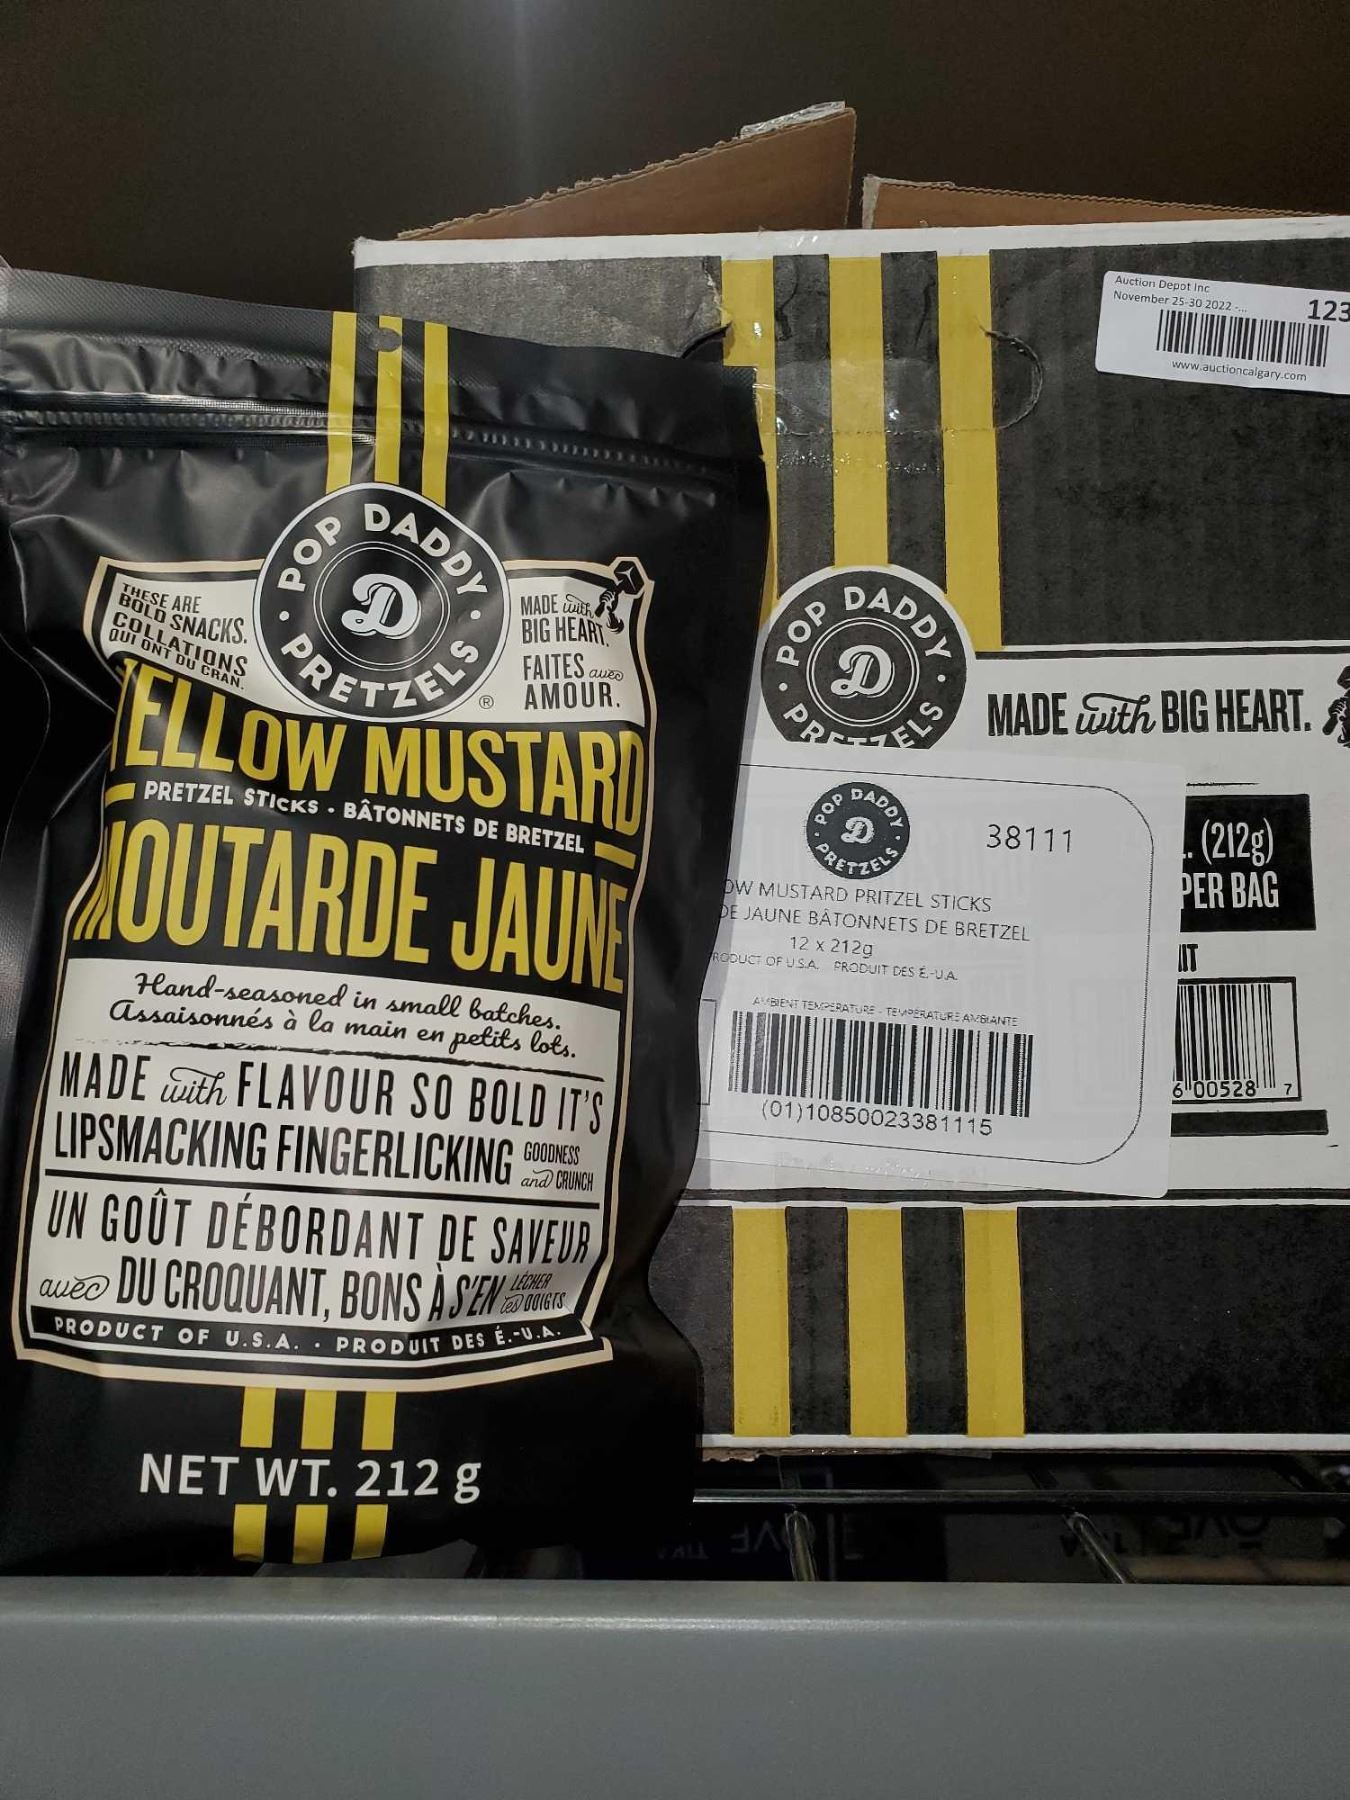 POP DADDY
D
PRETZELS
®
THESE ARE
BOLD SNACKS.
COLLATIONS
QUI ONT DU CRAN.
MADE with
BIG HEART.
FAITES avec
AMOUR.
YELLOW MUSTARD
PRETZEL STICKS · BÂTONNETS DE BRETZEL
MOUTARDE JAUNE
Hand-seasoned in small batches.
Assaisonnés à la main en petits lots.
MADE with FLAVOUR SO BOLD IT'S
LIPSMACKING FINGERLICKING GOODNESS and CRUNCH
UN GOÛT DÉBORDANT DE SAVEUR
avec DU CROQUANT, BONS À S'EN LÉCHER les DOIGTS
PRODUCT OF U.S.A. · PRODUIT DES É.-U.A.
NET WT. 212 g
Auction Depot Inc
November 25-30 2022 -...
123
www.auctioncalgary.com
POP DADDY
D
PRETZELS
MADE with BIG HEART.
POP DADDY
D
PRETZELS
38111
OW MUSTARD PRITZEL STICKS
DE JAUNE BÂTONNETS DE BRETZEL
12 x 212g
RODUCT OF U.S.A. PRODUIT DES É.-U.A.
AMBIENT TEMPERATURE - TEMPÉRATURE AMBIANTE
(01)10850023381115
. (212g)
PER BAG
IT
6 00528 7